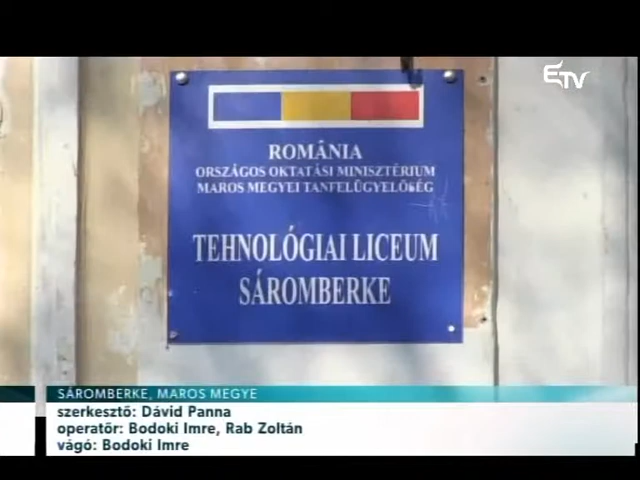 ETV
ROMÂNIA
ORSZÁGOS OKTATÁSI MINISZTÉRIUM
MAROS MEGYEI TANFELÜGYELŐSÉG
TEHNOLÓGIAI LICEUM
SÁROMBERKE
SÁROMBERKE, MAROS MEGYE
szerkesztő: Dávid Panna
operatőr: Bodoki Imre, Rab Zoltán
vágó: Bodoki Imre